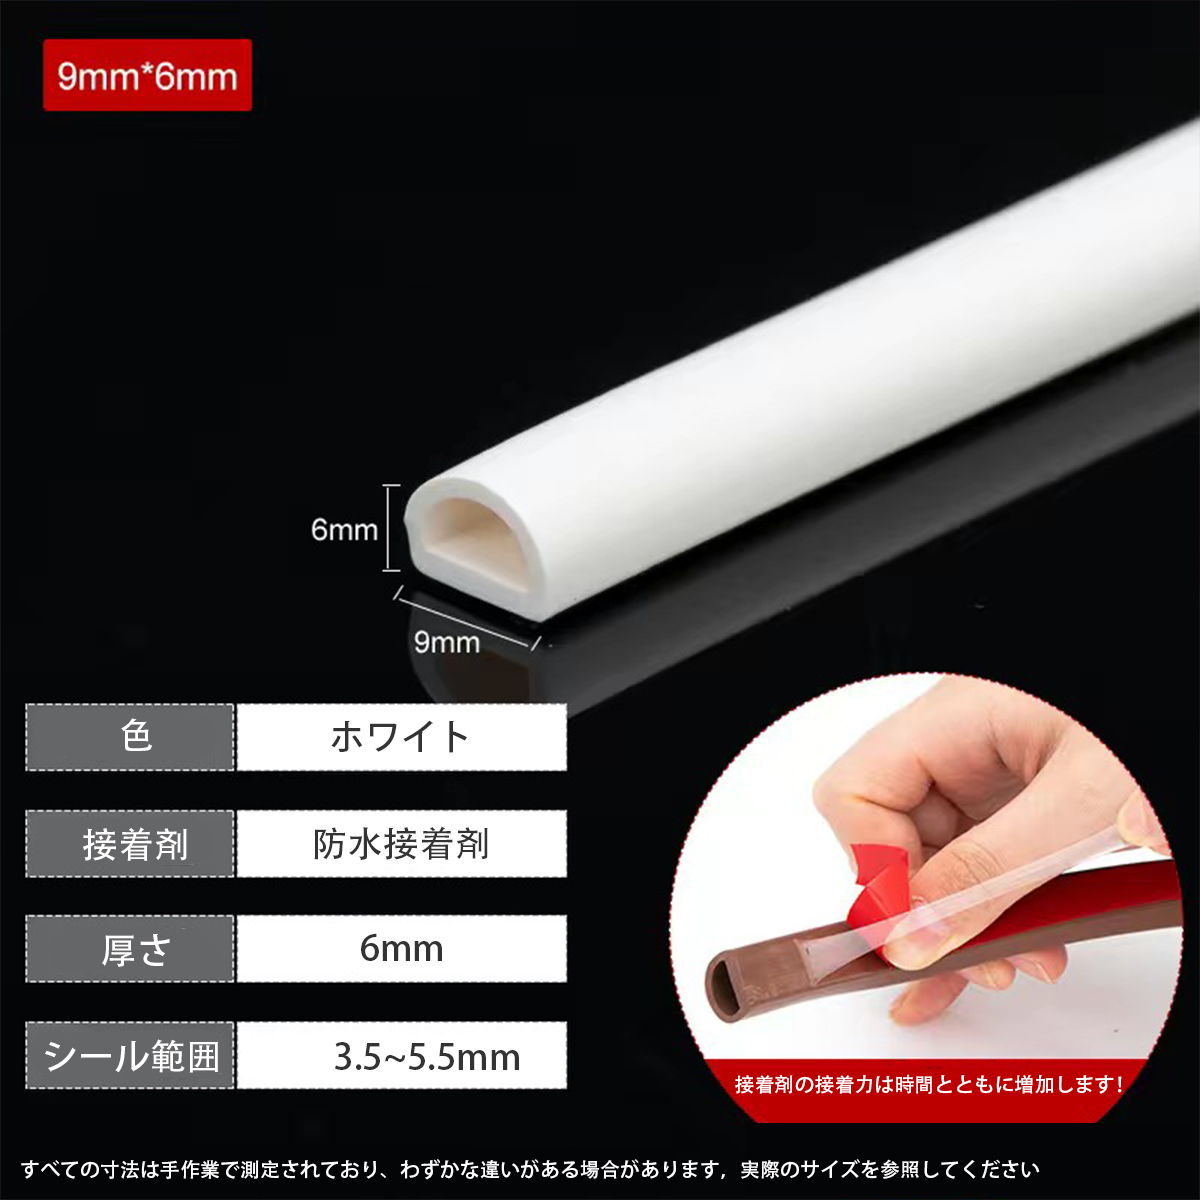 9mm*6mm
6mm
9mm
色
ホワイト
接着剤
防水接着剤
厚さ
6mm
シール範囲
3.5~5.5mm
接着剤の接着力は時間とともに増加します!
すべての寸法は手作業で測定されており、わずかな違いがある場合があります，実際のサイズを参照してください